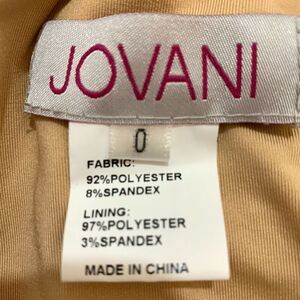 JOVANI
0
FABRIC:
92%POLYESTER
8%SPANDEX
LINING:
97%POLYESTER
3%SPANDEX
MADE IN CHINA